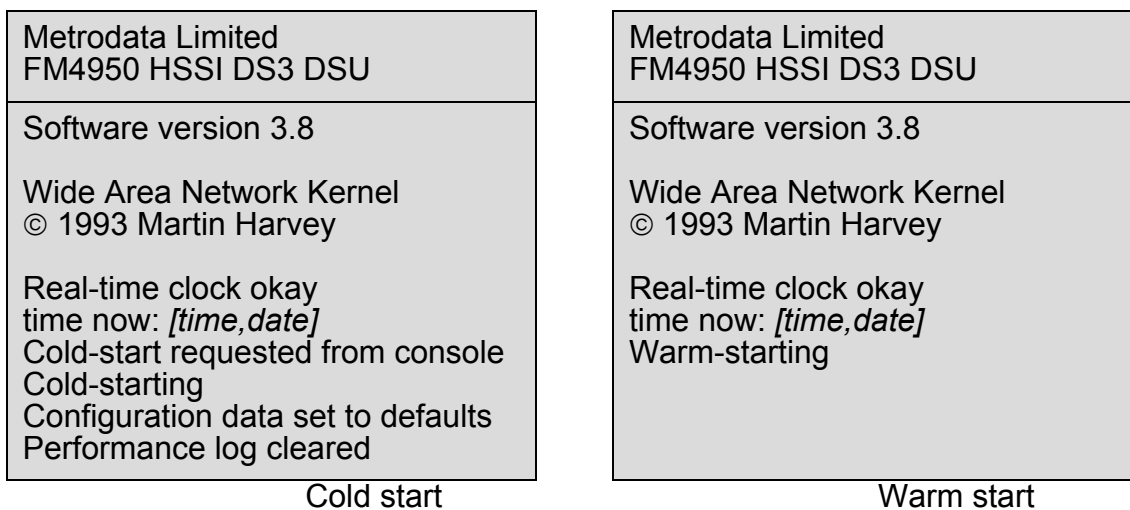 Metrodata Limited
FM4950 HSSI DS3 DSU
Software version 3.8
Wide Area Network Kernel
© 1993 Martin Harvey
Real-time clock okay
time now: [time,date]
Cold-start requested from console
Cold-starting
Configuration data set to defaults
Performance log cleared
Cold start
Metrodata Limited
FM4950 HSSI DS3 DSU
Software version 3.8
Wide Area Network Kernel
© 1993 Martin Harvey
Real-time clock okay
time now: [time,date]
Warm-starting
Warm start